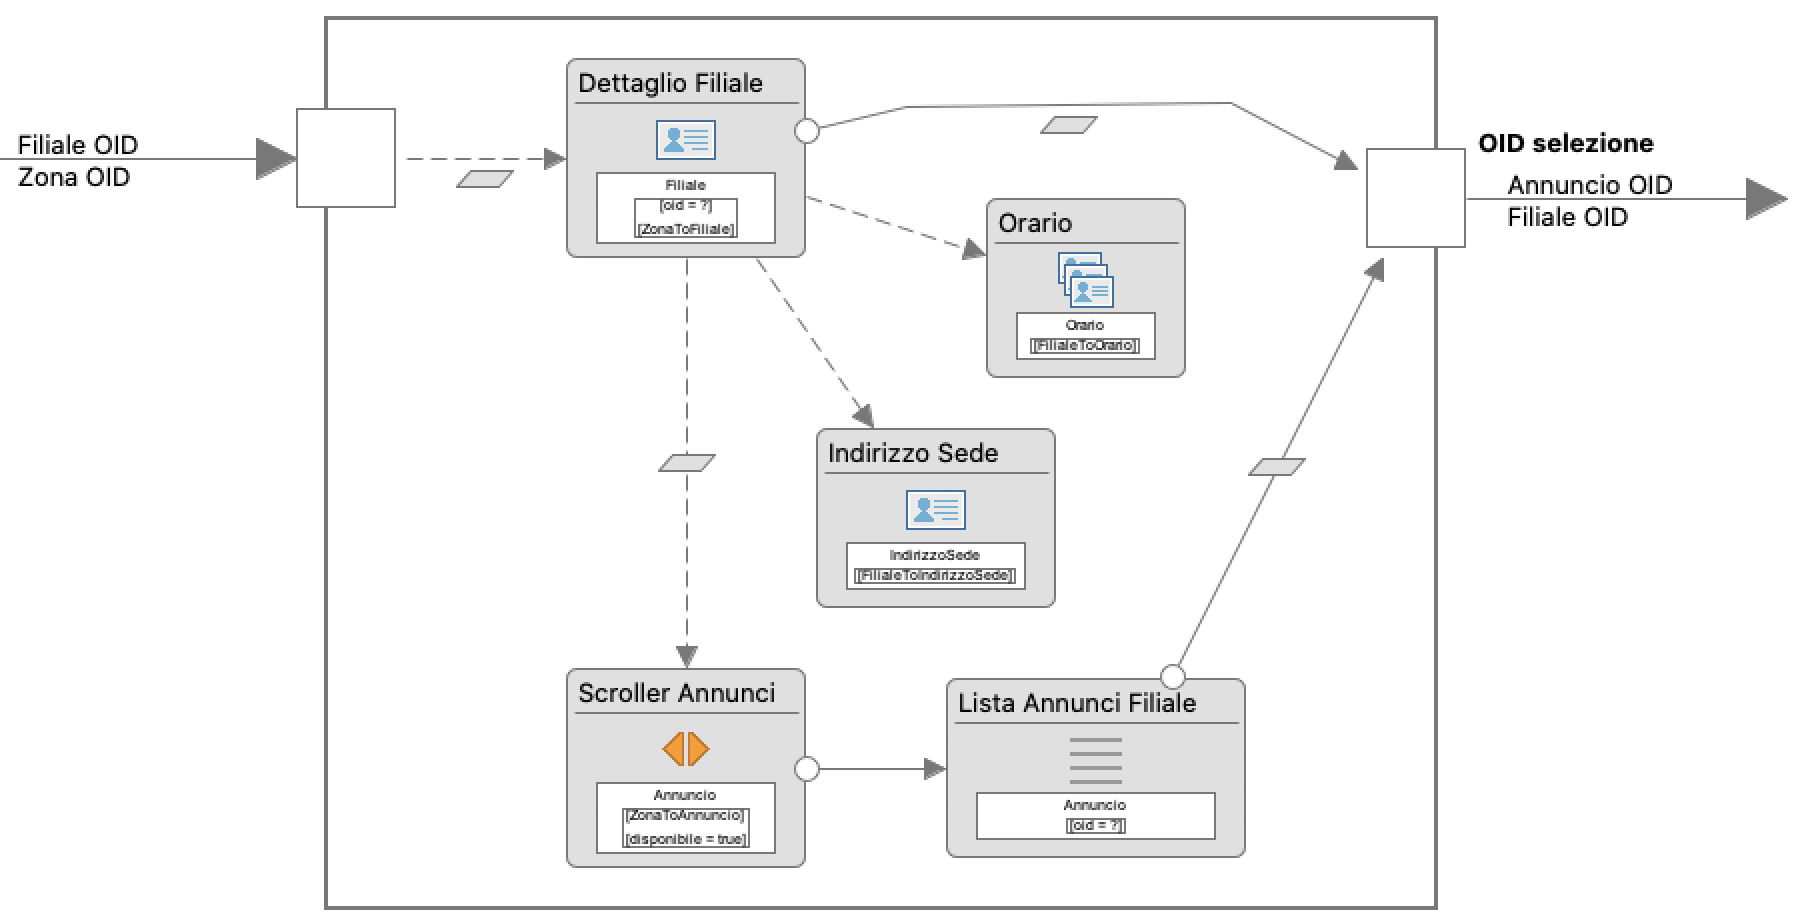 Filiale OID
Zona OID
Dettaglio Filiale
Filiale
[oid = ?]
[ZonaToFiliale]
Orario
Orario
[FilialeToOrario]
OID selezione
Annuncio OID
Filiale OID
Indirizzo Sede
IndirizzoSede
[FilialeToIndirizzoSede]
Scroller Annunci
Annuncio
[ZonaToAnnuncio]
[disponibile = true]
Lista Annunci Filiale
Annuncio
[oid = ?]